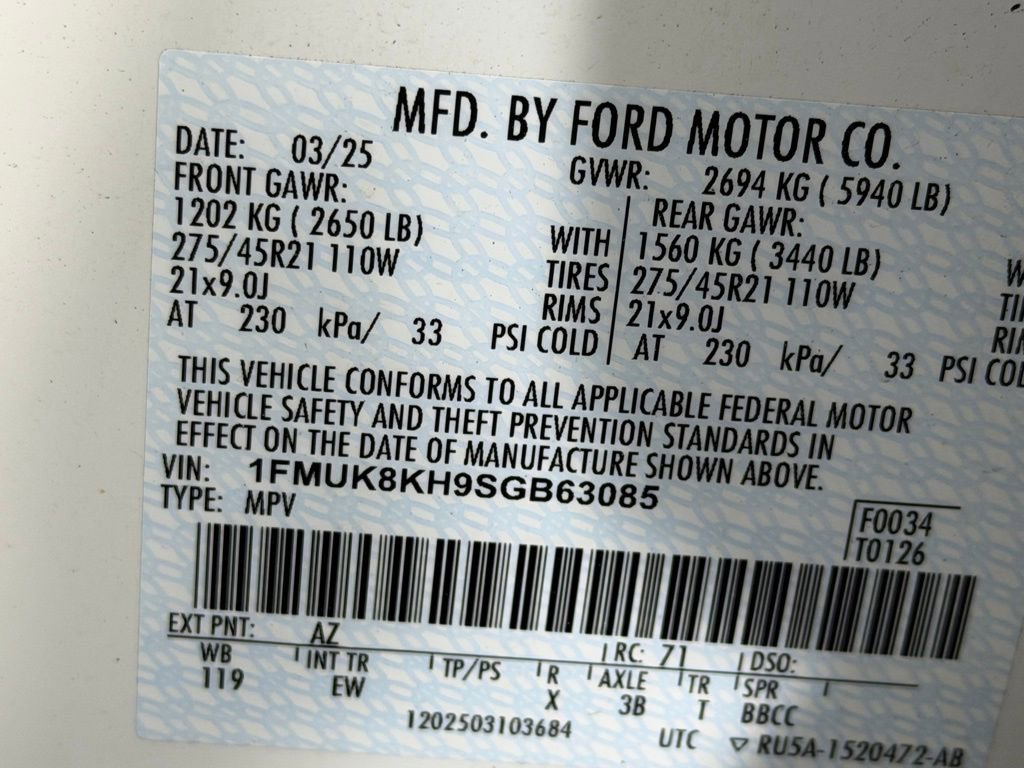 MFD. BY FORD MOTOR CO.
DATE: 03/25 GVWR: 2694 KG ( 5940 LB)
FRONT GAWR: REAR GAWR:
1202 KG ( 2650 LB) WITH 1560 KG ( 3440 LB) W
275/45R21 110W TIRES 275/45R21 110W TI
21x9.0J RIMS 21x9.0J RI
AT 230 kPa/ 33 PSI COLD AT 230 kPa/ 33 PSI COL
THIS VEHICLE CONFORMS TO ALL APPLICABLE FEDERAL MOTOR
VEHICLE SAFETY AND THEFT PREVENTION STANDARDS IN
EFFECT ON THE DATE OF MANUFACTURE SHOWN ABOVE.
VIN: 1FMUK8KH9SGB63085
TYPE: MPV
F0034
T0126
EXT PNT: AZ RC: 71 DSO:
WB INT TR TP/PS R AXLE TR SPR
119 EW X 3B T BBCC
1202503103684 UTC ▽ RU5A-1520472-AB